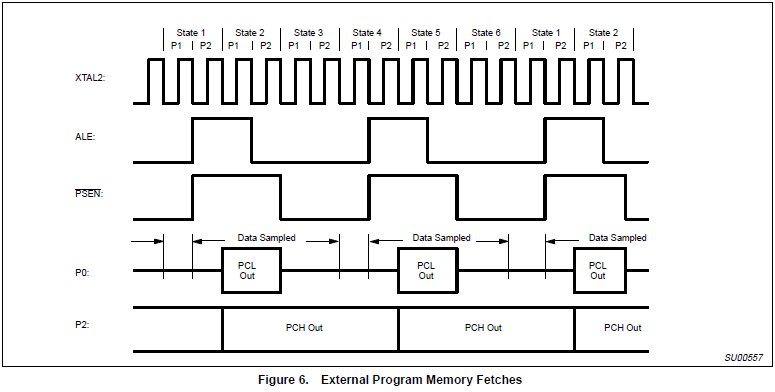 State 1 State 2 State 3 State 4 State 5 State 6 State 1 State 2
P1 P2 P1 P2 P1 P2 P1 P2 P1 P2 P1 P2 P1 P2 P1 P2
XTAL2:
ALE:
PSEN:
Data Sampled Data Sampled Data Sampled
P0: PCL Out PCL Out PCL Out
P2: PCH Out PCH Out PCH Out
SU00557
Figure 6. External Program Memory Fetches